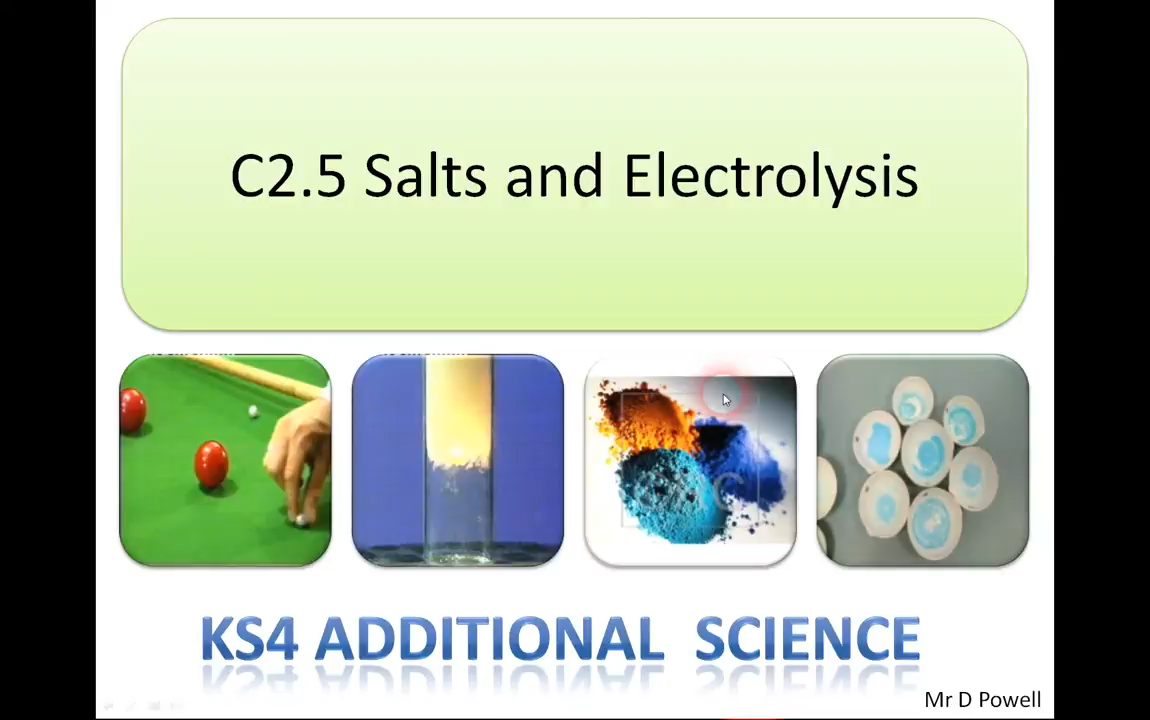 C2.5 Salts and Electrolysis
KS4 ADDITIONAL SCIENCE
Mr D Powell